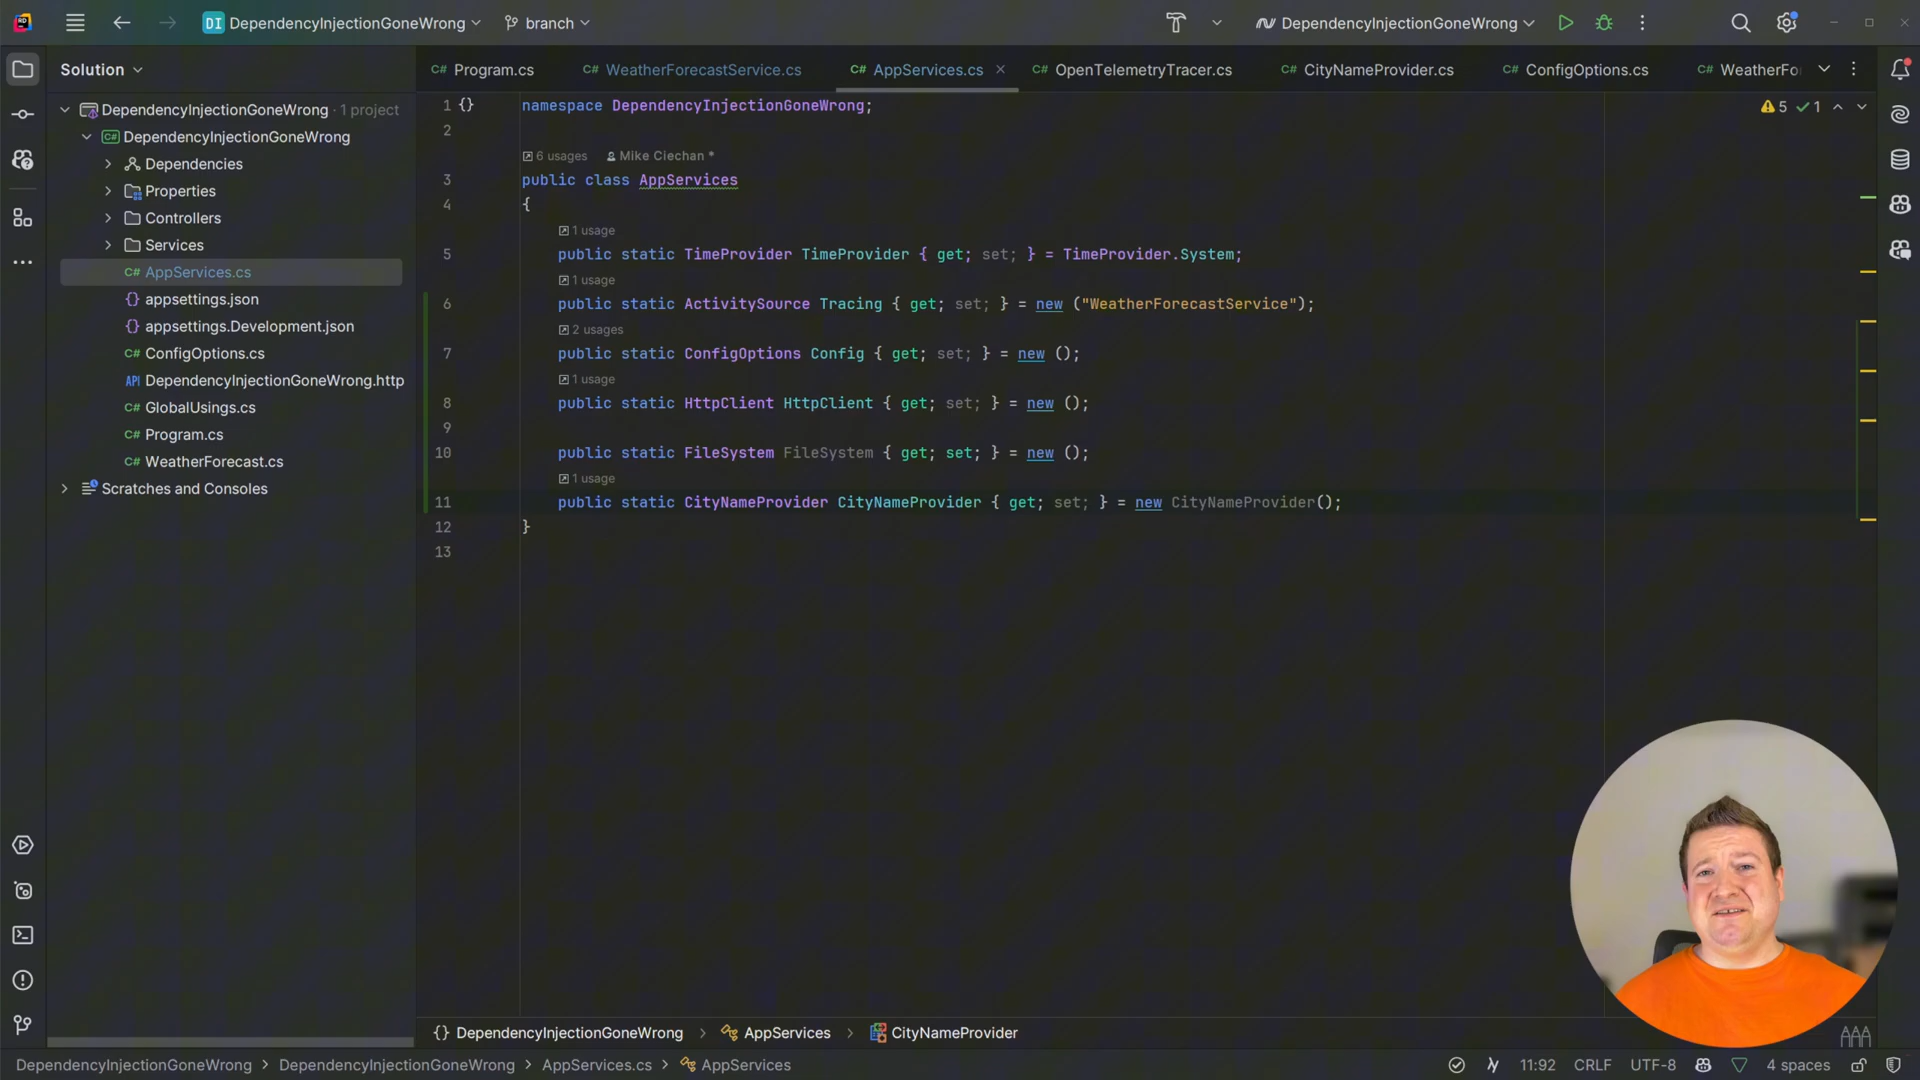 DI DependencyInjectionGoneWrong branch DependencyInjectionGoneWrong
Solution
DependencyInjectionGoneWrong · 1 project
C# DependencyInjectionGoneWrong
Dependencies
Properties
Controllers
Services
C# AppServices.cs
{} appsettings.json
{} appsettings.Development.json
C# ConfigOptions.cs
API DependencyInjectionGoneWrong.http
C# GlobalUsings.cs
C# Program.cs
C# WeatherForecast.cs
Scratches and Consoles
C# Program.cs C# WeatherForecastService.cs C# AppServices.cs C# OpenTelemetryTracer.cs C# CityNameProvider.cs C# ConfigOptions.cs C# WeatherFo
5 1
1 {} namespace DependencyInjectionGoneWrong;
2
6 usages Mike Ciechan *
3 public class AppServices
4 {
1 usage
5 public static TimeProvider TimeProvider { get; set; } = TimeProvider.System;
1 usage
6 public static ActivitySource Tracing { get; set; } = new ("WeatherForecastService");
2 usages
7 public static ConfigOptions Config { get; set; } = new ();
1 usage
8 public static HttpClient HttpClient { get; set; } = new ();
9
10 public static FileSystem FileSystem { get; set; } = new ();
1 usage
11 public static CityNameProvider CityNameProvider { get; set; } = new CityNameProvider();
12 }
13
{} DependencyInjectionGoneWrong > AppServices > CityNameProvider
DependencyInjectionGoneWrong > DependencyInjectionGoneWrong > AppServices.cs > AppServices 11:92 CRLF UTF-8 4 spaces